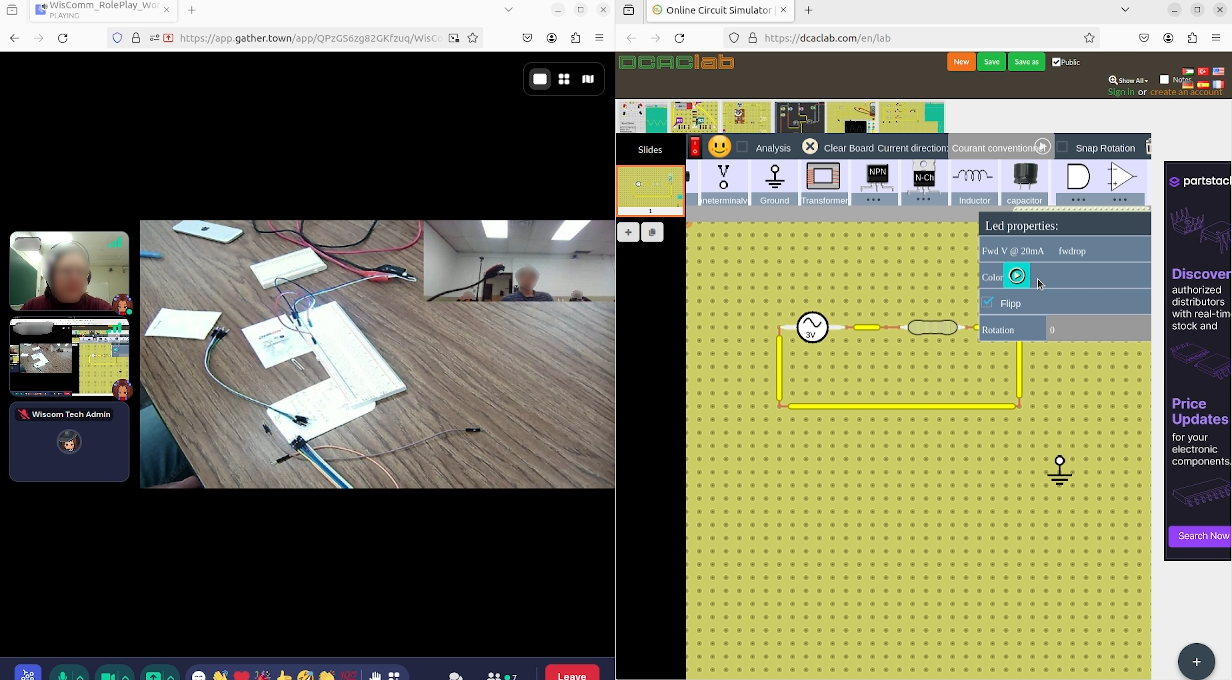 WisComm_RolePlay_Wor
PLAYING
https://app.gather.town/app/QPzGS6zg82GKfzuq/WisCo
Wiscom Tech Admin
7
Leave
Online Circuit Simulator |
https://dcaclab.com/en/lab
DCACLab
New
Save
Save as
Public
Show All
Notes
Sign in or create an account
Slides
1
Analysis
Clear Board
Current direction:
Courant conventionn
Snap Rotation
V
NPN
N-Ch
neterminalv
Ground
Transformer
Inductor
capacitor
Led properties:
Fwd V @ 20mA
fwdrop
Color
Flipp
Rotation
0
3V
partstack
Discover
authorized
distributors
with real-tim
stock and
Price
Updates
for your
electronic
components.
Search Now